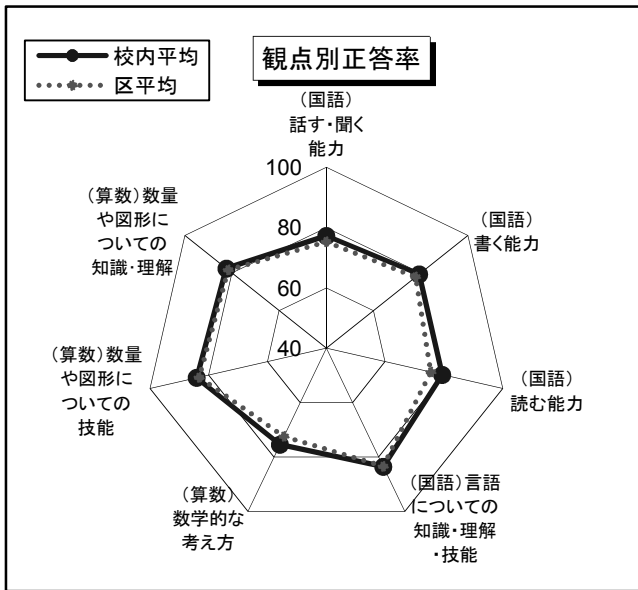 観点別正答率
校内平均
区平均
（国語）
話す・聞く
能力
（国語）
書く能力
（国語）
読む能力
（国語）言語
についての
知識・理解
・技能
（算数）
数学的な
考え方
（算数）数量
や図形に
ついての
技能
（算数）数量
や図形に
ついての
知識・理解
100
80
60
40